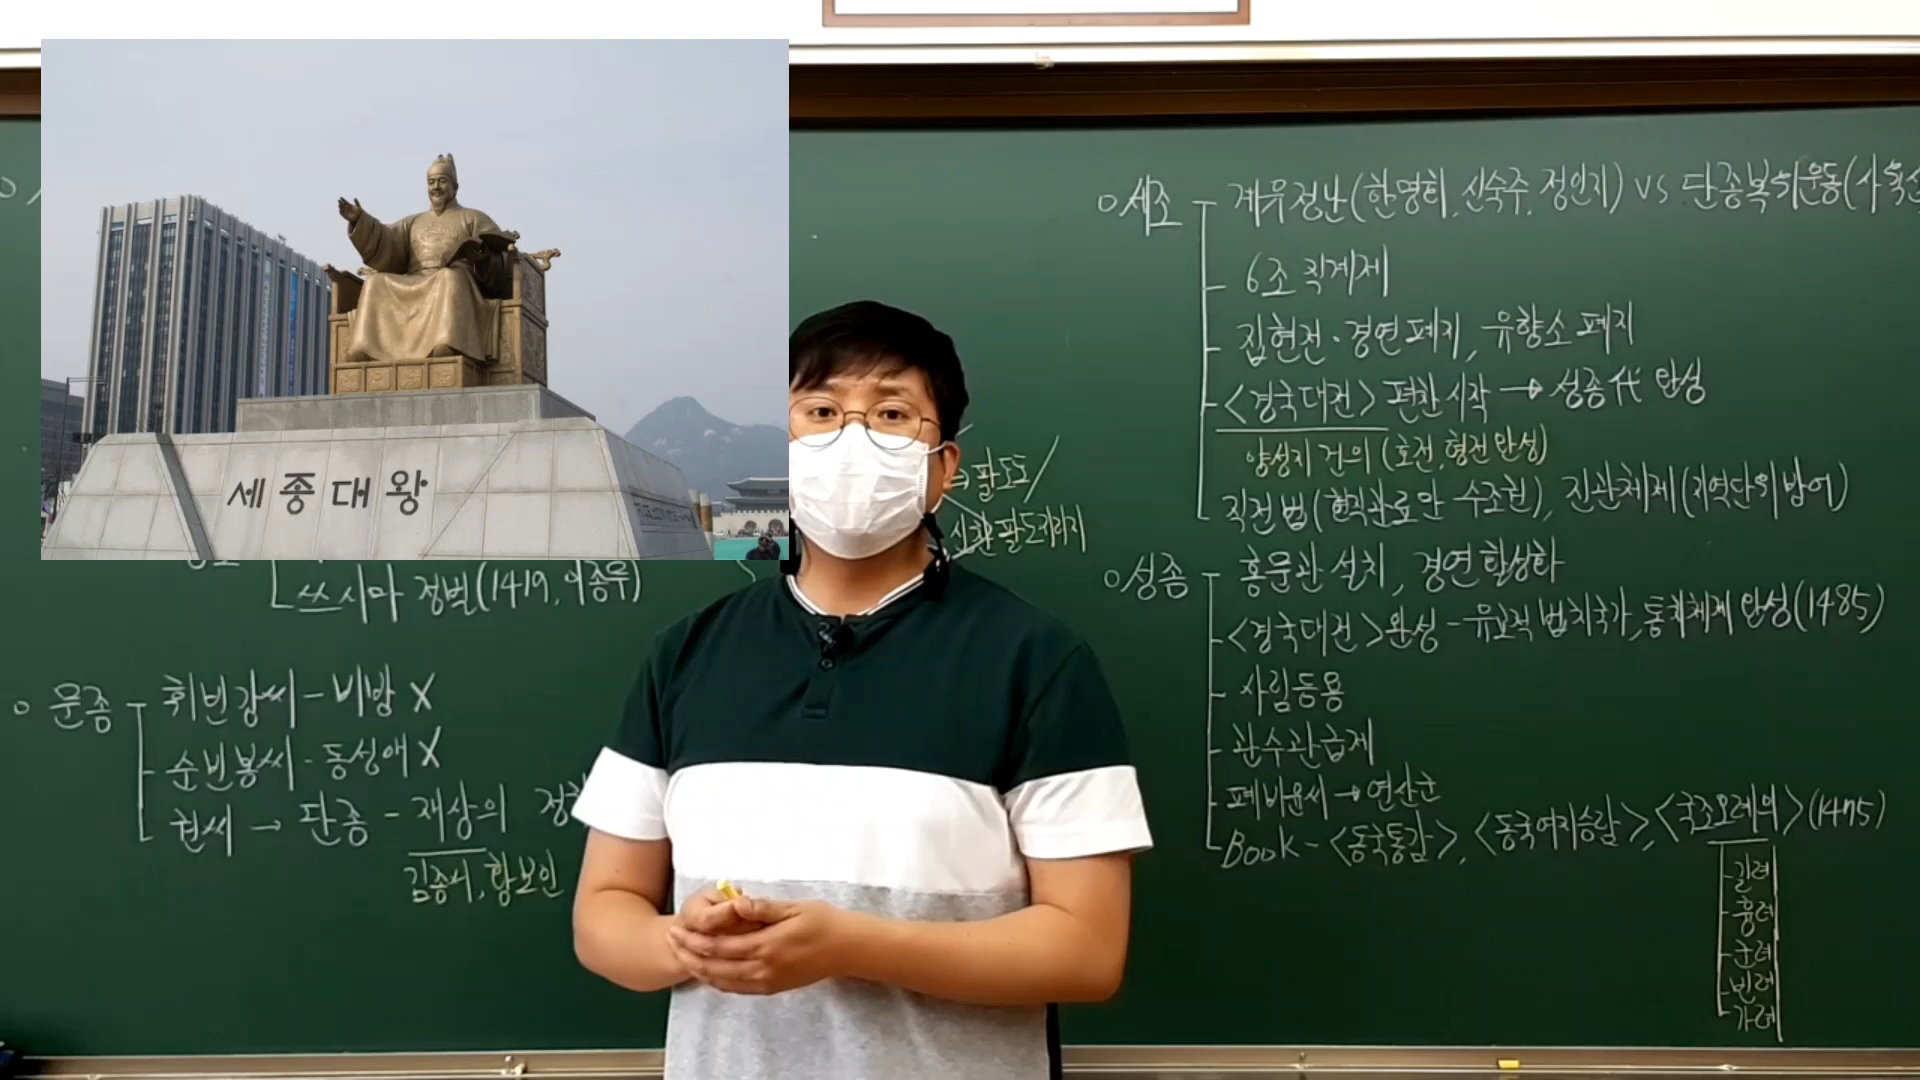 세종대왕
쓰시마 정벌(1419, 이종무)
문종 휘빈김씨 - 비방 X
순빈봉씨 - 동성애 X
권씨 → 단종 - 재상의
김종서, 황보인
⇒ 팔도도
신찬팔도지리지
세조 계유정난(한명회, 신숙주, 정인지) VS 단종복위운동(사육신
6조 직계제
집현전·경연폐지, 유향소 폐지
<경국대전> 편찬 시작 → 성종代 완성
양성지 건의 (호전, 형전 완성)
직전법(현직관료만 수조권), 진관체제(지역단위 방어)
성종 홍문관 설치, 경연 활성화
<경국대전> 완성 - 유교적 법치국가, 통치체제 완성(1485)
사림등용
관수관급제
폐비윤씨 → 연산군
Book - <동국통감>, <동국여지승람>, <국조오례의>(1475)
길례
흉례
군례
빈례
가례